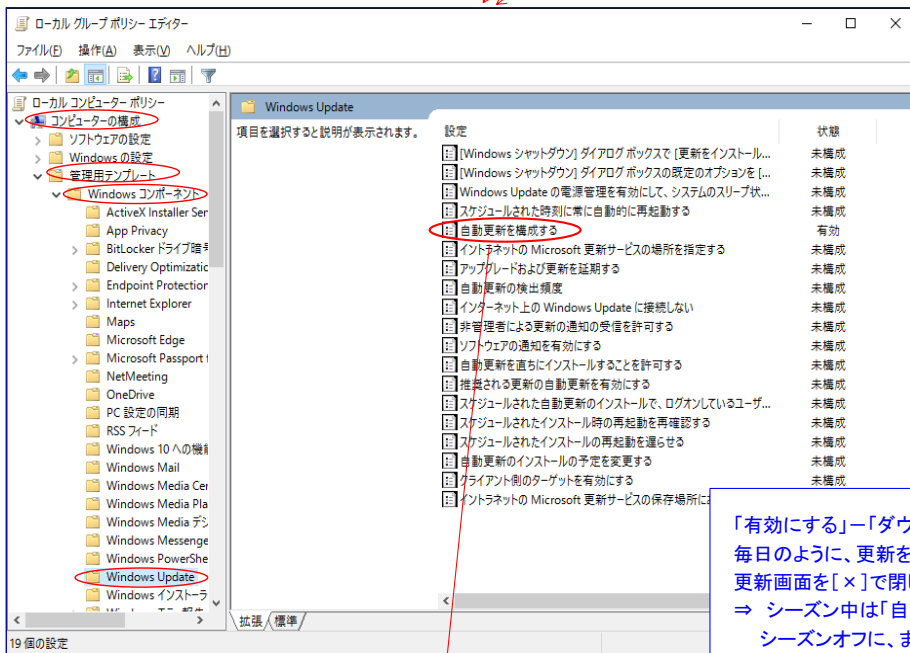 ローカル グループ ポリシー エディター
ファイル(F) 操作(A) 表示(V) ヘルプ(H)
ローカル コンピューター ポリシー
コンピューターの構成
ソフトウェアの設定
Windows の設定
管理用テンプレート
Windows コンポーネント
ActiveX Installer Ser
App Privacy
BitLocker ドライブ暗号
Delivery Optimizatic
Endpoint Protection
Internet Explorer
Maps
Microsoft Edge
Microsoft Passport f
NetMeeting
OneDrive
PC 設定の同期
RSS フィード
Windows 10 への機能
Windows Mail
Windows Media Cer
Windows Media Pla
Windows Media デジ
Windows Messenge
Windows PowerShe
Windows Update
Windows インストーラ
Windows エラー報告
Windows Update
項目を選択すると説明が表示されます。
設定 状態
[Windows シャットダウン] ダイアログ ボックスで [更新をインストール... 未構成
[Windows シャットダウン] ダイアログ ボックスの既定のオプションを [... 未構成
Windows Update の電源管理を有効にして、システムのスリープ状... 未構成
スケジュールされた時刻に常に自動的に再起動する 未構成
自動更新を構成する 有効
イントラネットの Microsoft 更新サービスの場所を指定する 未構成
アップグレードおよび更新を延期する 未構成
自動更新の検出頻度 未構成
インターネット上の Windows Update に接続しない 未構成
非管理者による更新の通知の受信を許可する 未構成
ソフトウェアの通知を有効にする 未構成
自動更新を直ちにインストールすることを許可する 未構成
推奨される更新の自動更新を有効にする 未構成
スケジュールされた自動更新のインストールで、ログオンしているユーザ... 未構成
スケジュールされたインストール時の再起動を再確認する 未構成
スケジュールされたインストールの再起動を遅らせる 未構成
自動更新のインストールの予定を変更する 未構成
クライアント側のターゲットを有効にする 未構成
イントラネットの Microsoft 更新サービスの保存場所に
「有効にする」－「ダウ
毎日のように、更新を
更新画面を[×]で閉
⇒ シーズン中は「自
シーズンオフに、ま
拡張 標準
19 個の設定